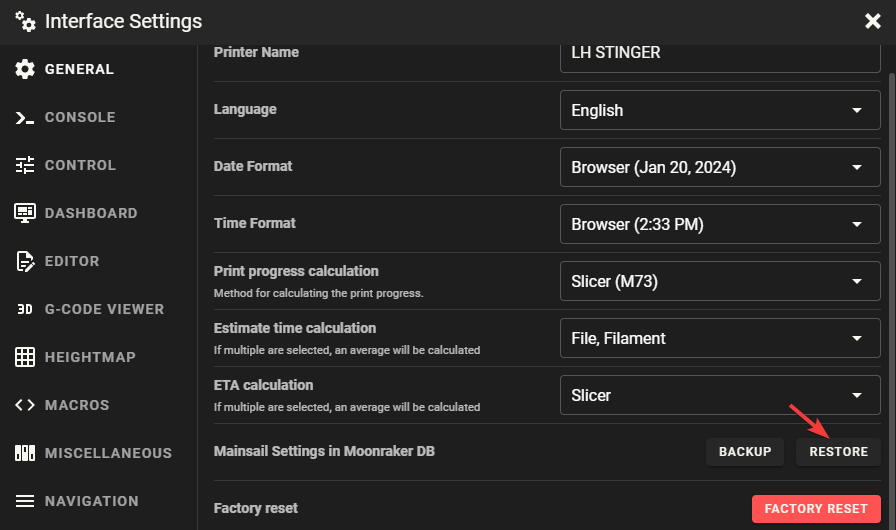 Interface Settings
GENERAL
CONSOLE
CONTROL
DASHBOARD
EDITOR
3D G-CODE VIEWER
HEIGHTMAP
MACROS
MISCELLANEOUS
NAVIGATION
Printer Name
LH STINGER
Language
English
Date Format
Browser (Jan 20, 2024)
Time Format
Browser (2:33 PM)
Print progress calculation
Method for calculating the print progress.
Slicer (M73)
Estimate time calculation
If multiple are selected, an average will be calculated
File, Filament
ETA calculation
If multiple are selected, an average will be calculated
Slicer
Mainsail Settings in Moonraker DB
BACKUP
RESTORE
Factory reset
FACTORY RESET